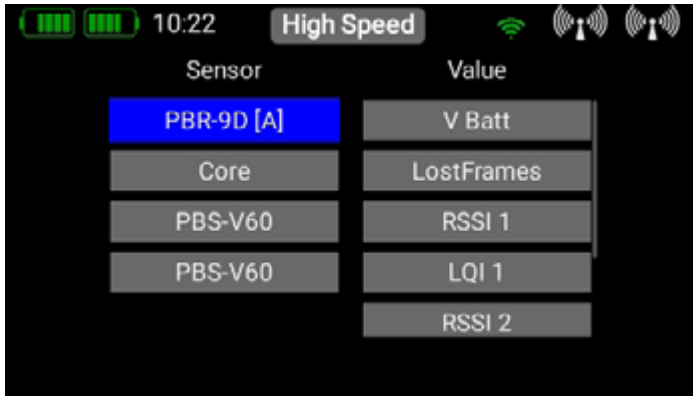 10:22 High Speed
Sensor Value
PBR-9D [A] V Batt
Core LostFrames
PBS-V60 RSSI 1
PBS-V60 LQI 1
RSSI 2